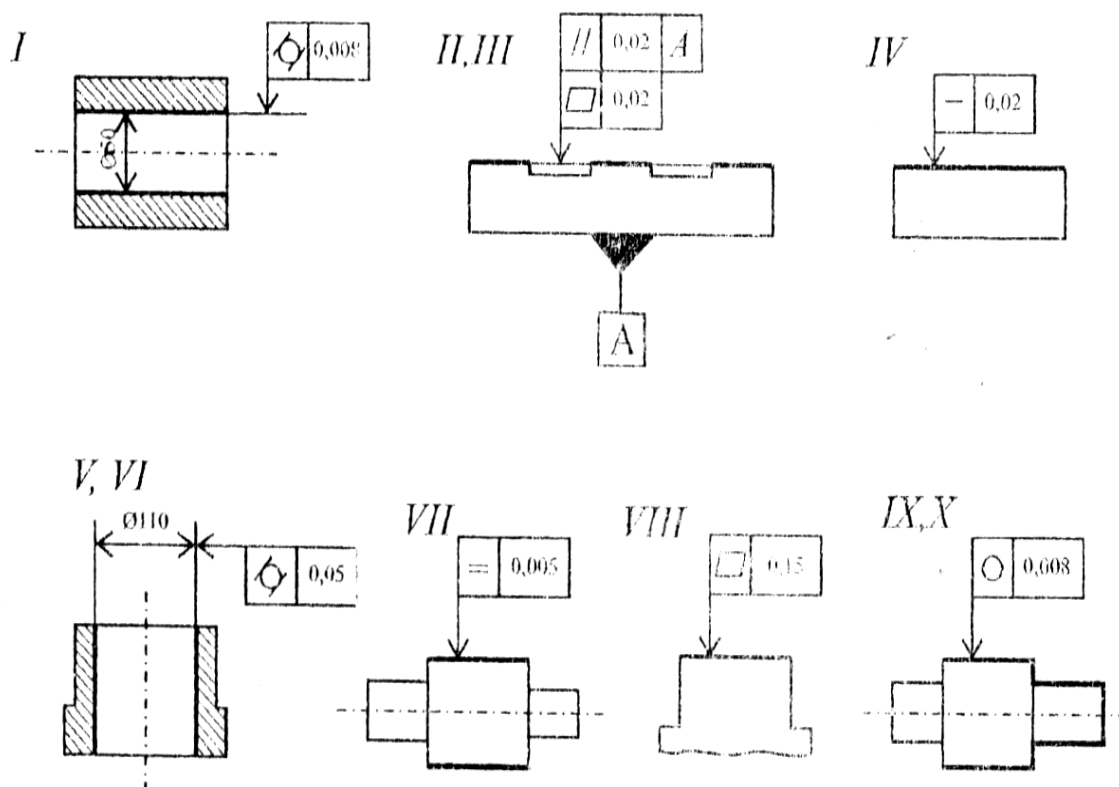 I
0,008
II, III
// 0,02 A
0,02
IV
0,02
A
V, VI
Ø110
0,05
VII
= 0,005
VIII
0,15
IX, X
0,008